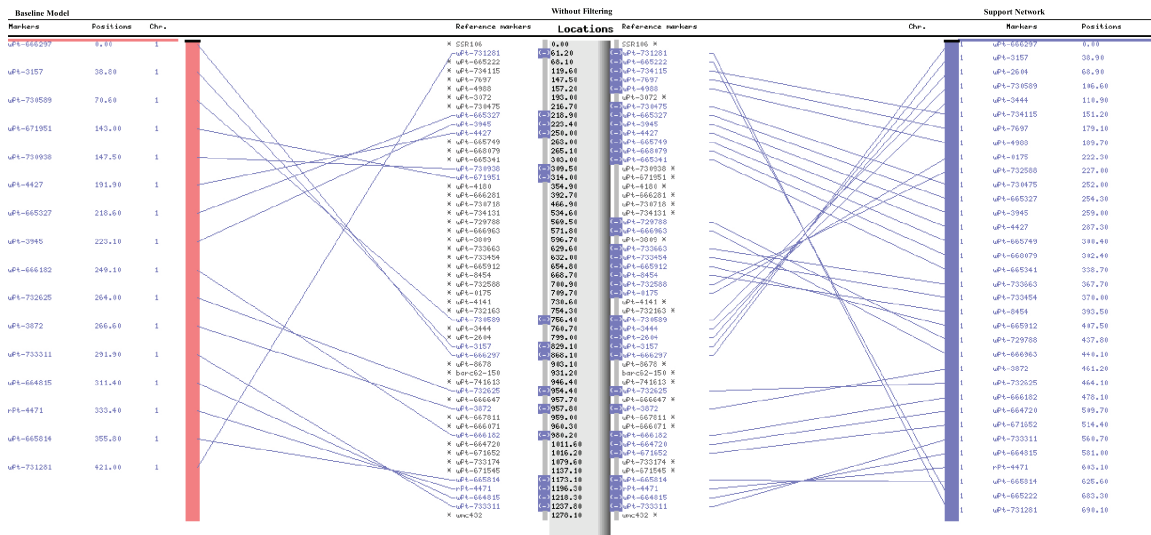 Baseline Model
Without Filtering
Support Network
Markers Positions Chr.
Reference markers Locations Reference markers
Chr. Markers Positions
wPt-666297 0.00 1
wPt-3157 38.80 1
wPt-730589 70.60 1
wPt-671951 143.00 1
wPt-730938 147.50 1
wPt-4427 191.90 1
wPt-665327 218.60 1
wPt-3945 223.10 1
wPt-666182 249.10 1
wPt-732625 264.00 1
wPt-3872 266.60 1
wPt-733311 291.90 1
wPt-664815 311.40 1
rPt-4471 333.40 1
wPt-665814 355.80 1
wPt-731281 421.00 1
* SSR106 0.00 SSR106 *
wPt-731281 (-) 61.20 (-) wPt-731281
* wPt-665222 68.10 (-) wPt-665222
* wPt-734115 119.60 (-) wPt-734115
* wPt-7697 147.50 (-) wPt-7697
* wPt-4988 157.20 (-) wPt-4988
* wPt-3072 193.00 wPt-3072 *
* wPt-730475 216.70 (-) wPt-730475
wPt-665327 (-) 218.90 (-) wPt-665327
wPt-3945 (-) 223.40 (-) wPt-3945
wPt-4427 (-) 250.00 (-) wPt-4427
* wPt-665749 263.00 (-) wPt-665749
* wPt-668079 265.10 (-) wPt-668079
* wPt-665341 303.00 (-) wPt-665341
wPt-730938 (-) 309.50 wPt-730938 *
wPt-671951 (-) 314.00 wPt-671951 *
* wPt-4180 354.90 wPt-4180 *
* wPt-666281 392.70 wPt-666281 *
* wPt-730718 466.90 wPt-730718 *
* wPt-734131 534.60 wPt-734131 *
* wPt-729788 569.50 (-) wPt-729788
* wPt-666963 571.80 (-) wPt-666963
* wPt-3809 596.70 wPt-3809 *
* wPt-733663 629.60 (-) wPt-733663
* wPt-733454 632.00 (-) wPt-733454
* wPt-665912 654.80 (-) wPt-665912
* wPt-8454 668.70 (-) wPt-8454
* wPt-732588 700.90 (-) wPt-732588
* wPt-0175 709.70 (-) wPt-0175
* wPt-4141 730.60 wPt-4141 *
* wPt-732163 754.30 wPt-732163 *
wPt-730589 (-) 756.40 (-) wPt-730589
* wPt-3444 760.70 (-) wPt-3444
* wPt-2604 799.00 (-) wPt-2604
wPt-3157 (-) 829.10 (-) wPt-3157
wPt-666297 (-) 868.10 (-) wPt-666297
* wPt-8678 903.10 wPt-8678 *
* barc62-150 931.20 barc62-150 *
* wPt-741613 946.40 wPt-741613 *
wPt-732625 (-) 954.40 (-) wPt-732625
* wPt-666647 957.70 wPt-666647 *
wPt-3872 (-) 957.80 (-) wPt-3872
* wPt-667811 959.00 wPt-667811 *
* wPt-666071 960.30 wPt-666071 *
wPt-666182 (-) 980.20 (-) wPt-666182
* wPt-664720 1011.60 (-) wPt-664720
* wPt-671652 1016.20 (-) wPt-671652
* wPt-733174 1079.60 wPt-733174 *
* wPt-671545 1137.10 wPt-671545 *
wPt-665814 (-) 1173.10 (-) wPt-665814
rPt-4471 (-) 1196.30 (-) rPt-4471
wPt-664815 (-) 1218.30 (-) wPt-664815
wPt-733311 (-) 1237.80 (-) wPt-733311
* wmc432 1278.10 wmc432 *
1 wPt-666297 0.00
1 wPt-3157 38.90
1 wPt-2604 68.90
1 wPt-730589 106.60
1 wPt-3444 110.90
1 wPt-734115 151.20
1 wPt-7697 179.10
1 wPt-4988 189.70
1 wPt-0175 222.30
1 wPt-732588 227.00
1 wPt-730475 252.00
1 wPt-665327 254.30
1 wPt-3945 259.00
1 wPt-4427 287.30
1 wPt-665749 300.40
1 wPt-668079 302.40
1 wPt-665341 338.70
1 wPt-733663 367.70
1 wPt-733454 370.00
1 wPt-8454 393.50
1 wPt-665912 407.50
1 wPt-729788 437.80
1 wPt-666963 440.10
1 wPt-3872 461.20
1 wPt-732625 464.10
1 wPt-666182 478.10
1 wPt-664720 509.70
1 wPt-671652 514.40
1 wPt-733311 560.70
1 wPt-664815 581.00
1 rPt-4471 603.10
1 wPt-665814 625.60
1 wPt-665222 683.30
1 wPt-731281 690.10